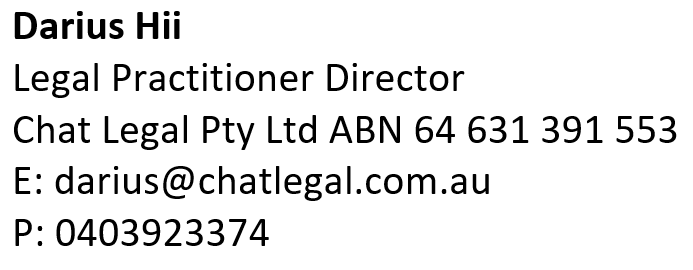 Darius Hii
Legal Practitioner Director
Chat Legal Pty Ltd ABN 64 631 391 553
E: darius@chatlegal.com.au
P: 0403923374